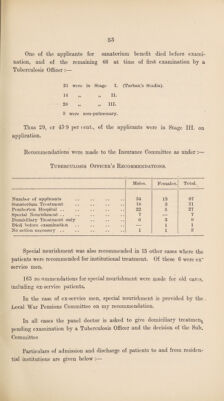 53
One of the applicants for sanatorium benefit died before exami-
nation, and of the remaining 66 at time of first examination by a
Tuberculosis Officer :—
21 were in Stage I. (Turban's Studia).
16 „ „ II.
29 „ „ III.
9 were non-pulmonary.
Thus 29, or 43·9 per cent., of the applicants were in Stage III. on
application.
Recommendations were made to the Insurance Committee as under :—
Tuberculosis Officer's Recommendations.
Males. Females. Total.
Number of applicants .. .. .. .. 54 13 67
Sanatorium Treatment .. .. .. .. 18 3 21
Pemberton Hospital .. .. .. .. .. 22 5 27
Special Nourishment .. .. .. .. .. 7 — 7
Domiciliary Treatment only .. .. .. 6 3 9
Died before examination .. .. .. .. — 1 1
No action necessary .. .. .. .. .. 1 1 2
Special nourishment was also recommended in 15 other cases where the
patients were recommended for institutional treatment. Of these 6 were ex-
service men.
165 recommendations for special nourishment were made for old cases,
including ex-service patients.
In the case of ex-service men, special nourishment is provided by the
Local War Pensions Committee on my recommendation.
In all cases the panel doctor is asked to give domiciliary treatment,
pending examination by a Tuberculosis Officer and the decision of the Sub,
Committee
Particulars of admission and discharge of patients to and from residen-
tial institutions are given below :—